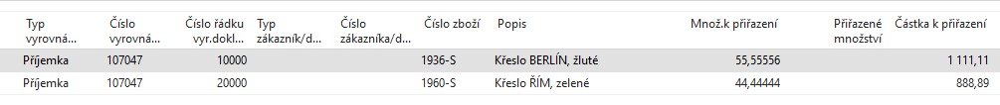 Typ Číslo Číslo řádku Typ Číslo Číslo zboží Popis Množ.k přiřazení Přiřazené Částka k přiřazení
vyrovná... vyrovná... vyr.dokl... zákazník/d... zákazníka/d... množství
Příjemka 107047 10000 1936-S Křeslo BERLÍN, žluté 55,55556 1 111,11
Příjemka 107047 20000 1960-S Křeslo ŘÍM, zelené 44,44444 888,89